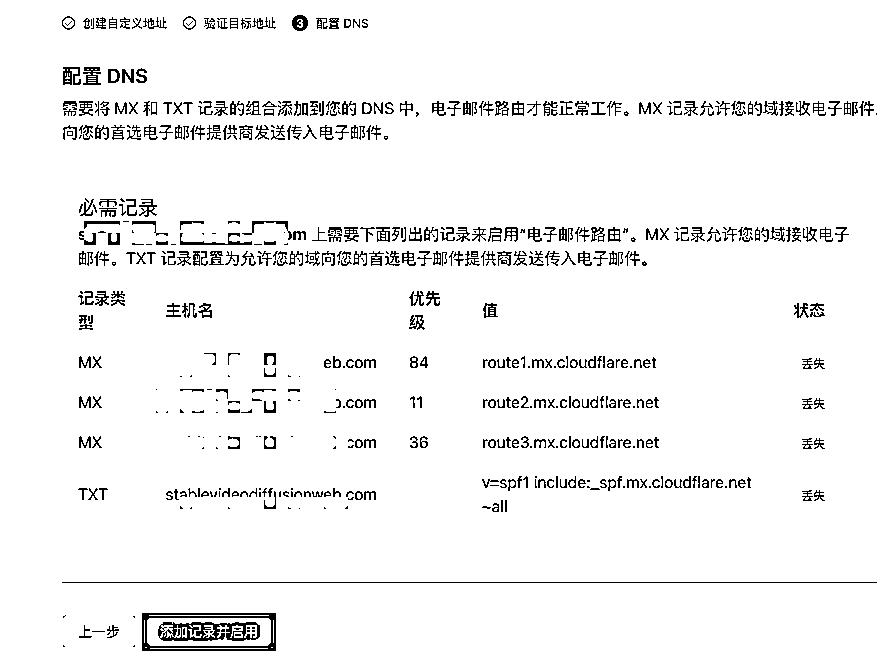 创建自定义地址 验证目标地址 3 配置 DNS
配置 DNS
需要将 MX 和 TXT 记录的组合添加到您的 DNS 中，电子邮件路由才能正常工作。MX 记录允许您的域接收电子邮件.
向您的首选电子邮件提供商发送传入电子邮件。
必需记录
om 上需要下面列出的记录来启用“电子邮件路由”。MX 记录允许您的域接收电子
邮件。TXT 记录配置为允许您的域向您的首选电子邮件提供商发送传入电子邮件。
记录类型 主机名 优先级 值 状态
MX eb.com 84 route1.mx.cloudflare.net 丢失
MX .com 11 route2.mx.cloudflare.net 丢失
MX com 36 route3.mx.cloudflare.net 丢失
TXT stablevideodiffusionweb.com v=spf1 include:_spf.mx.cloudflare.net 丢失
~all
上一步 添加记录并启用